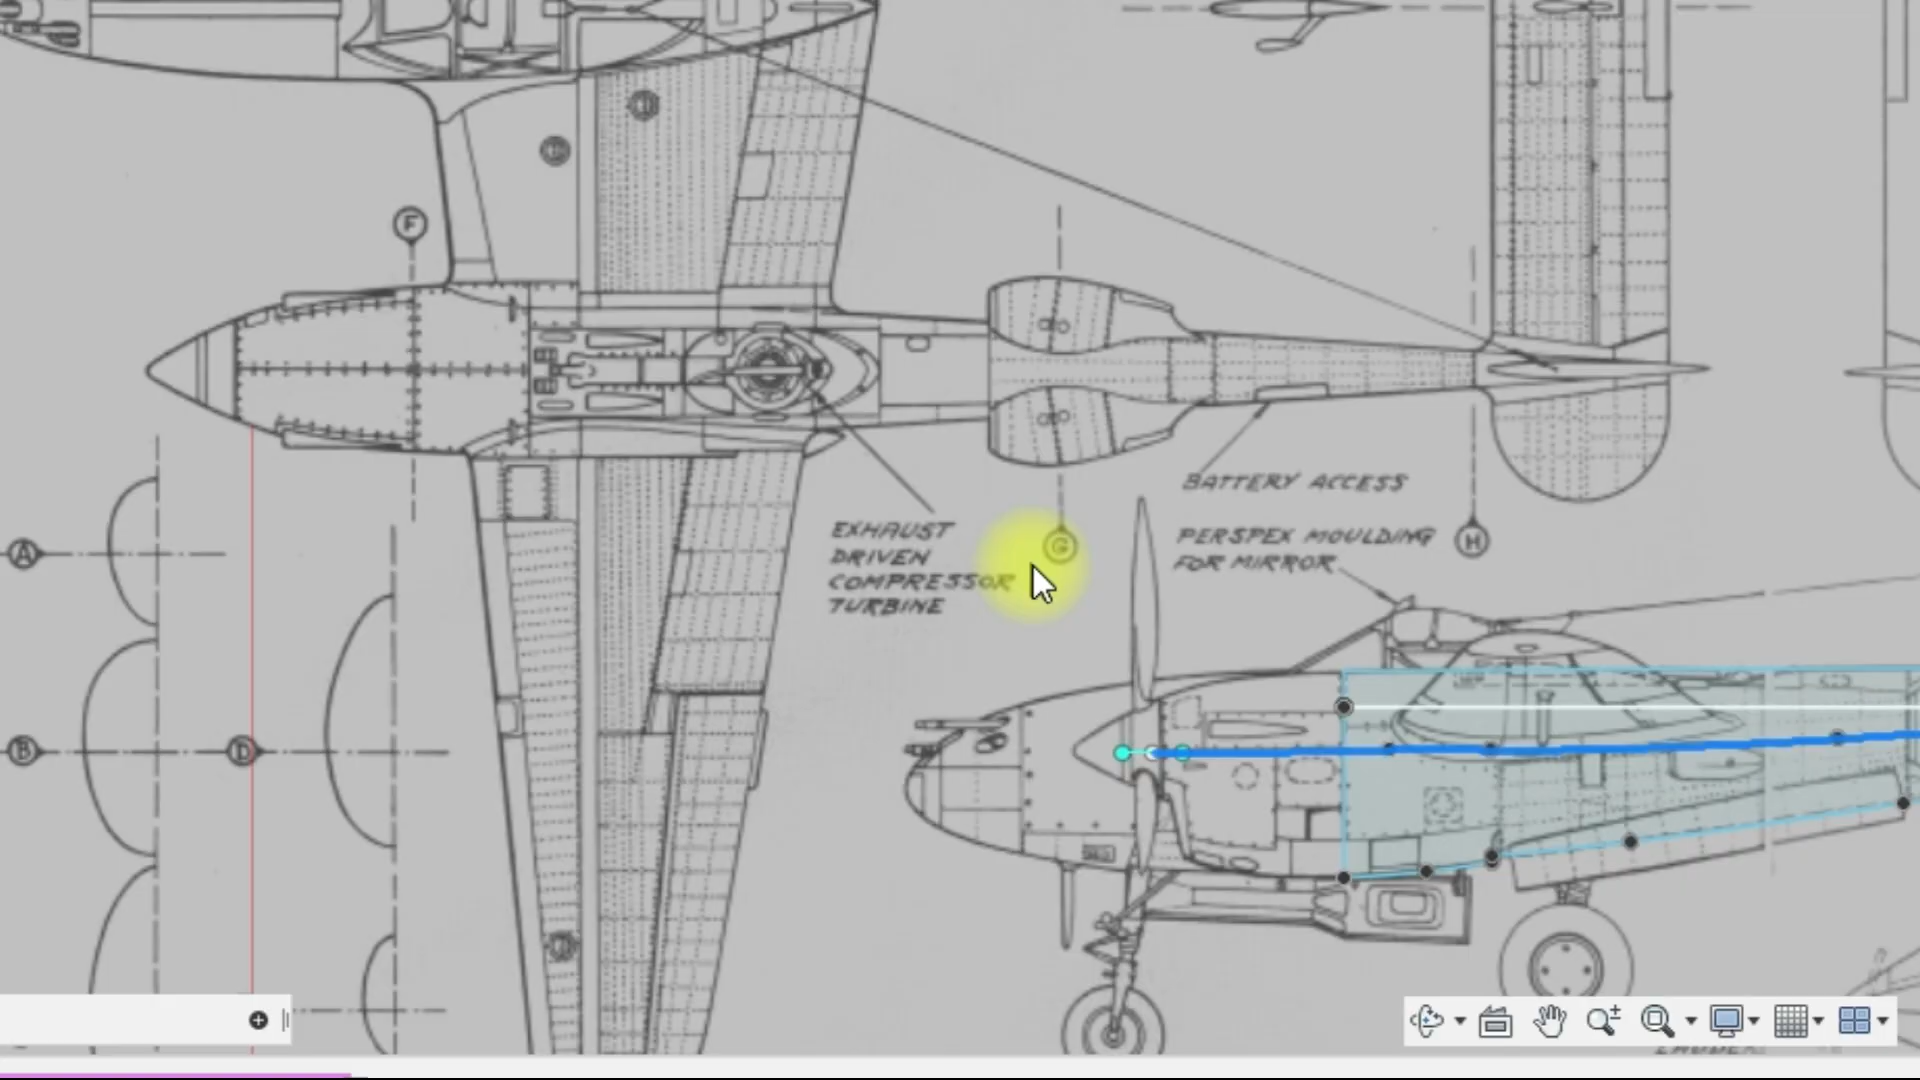 F
EXHAUST
DRIVEN
COMPRESSOR
TURBINE
G
BATTERY ACCESS
PERSPEX MOULDING
FOR MIRROR
H
A
B
D